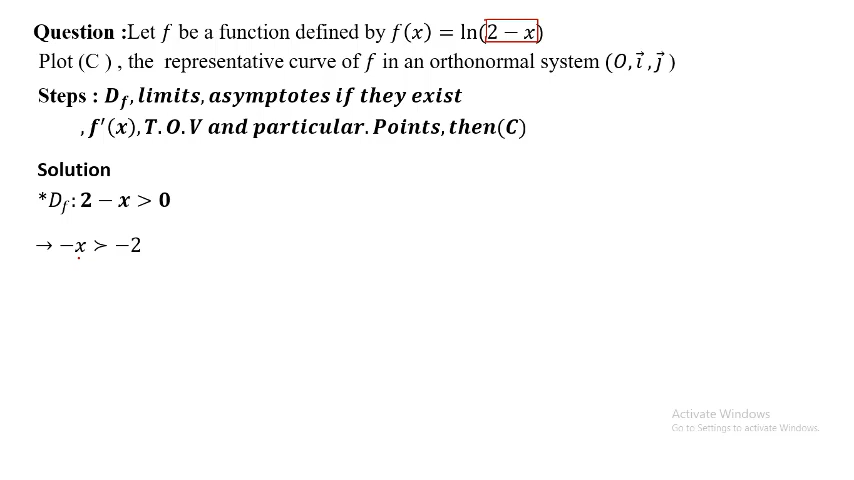 Question :Let f be a function defined by f(x) = ln(2 − x)
Plot (C ) , the representative curve of f in an orthonormal system (O, i⃗ , j⃗ )
Steps : D_f, limits, asymptotes if they exist
, f′(x), T. O. V and particular. Points, then(C)
Solution
*D_f: 2 − x > 0
→ −x ≻ −2
Activate Windows
Go to Settings to activate Windows.